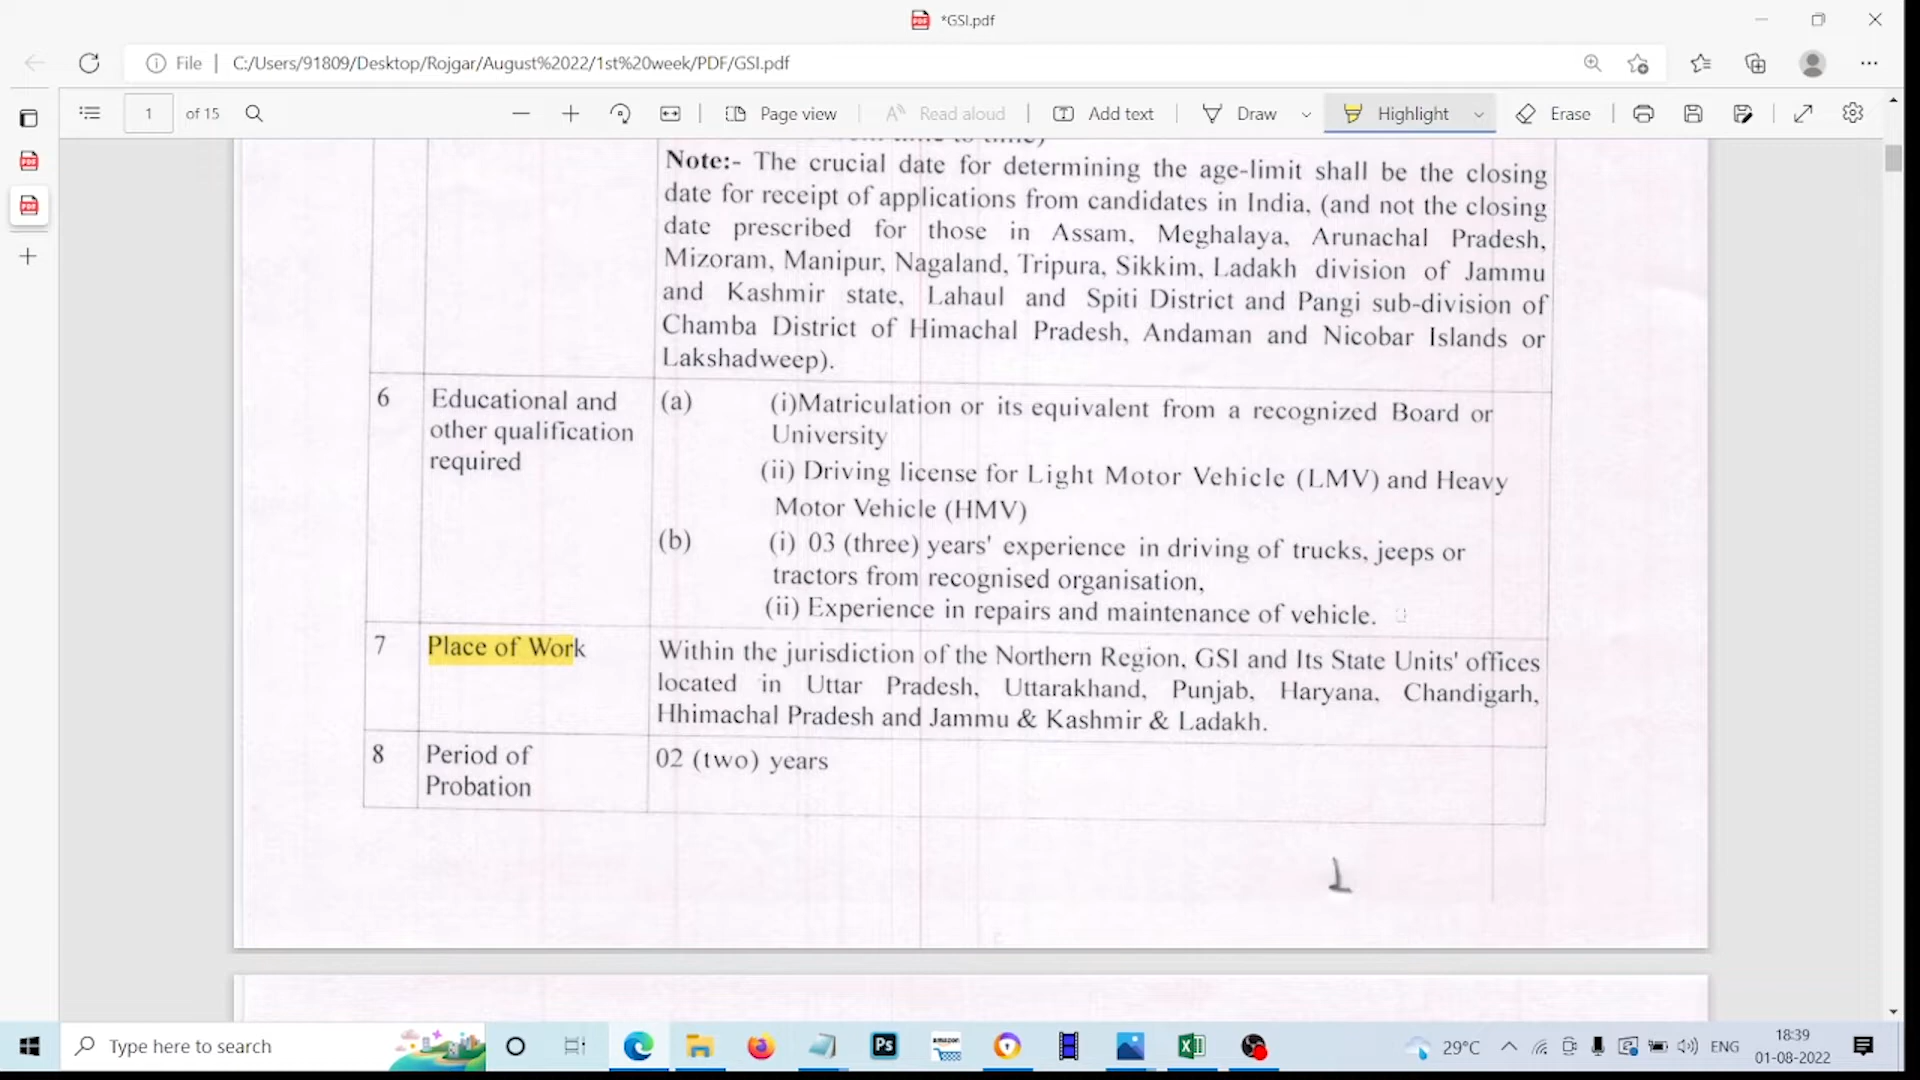 *GSI.pdf
File
C:/Users/91809/Desktop/Rojgar/August%2022/1st%20week/PDF/GSI.pdf
1 of 15
Page view
Read aloud
Add text
Draw
Highlight
Erase
Note:- The crucial date for determining the age-limit shall be the closing
date for receipt of applications from candidates in India, (and not the closing
date prescribed for those in Assam, Meghalaya, Arunachal Pradesh,
Mizoram, Manipur, Nagaland, Tripura, Sikkim, Ladakh division of Jammu
and Kashmir state, Lahaul and Spiti District and Pangi sub-division of
Chamba District of Himachal Pradesh, Andaman and Nicobar Islands or
Lakshadweep).
6
Educational and
other qualification
required
(a) (i)Matriculation or its equivalent from a recognized Board or
University
(ii) Driving license for Light Motor Vehicle (LMV) and Heavy
Motor Vehicle (HMV)
(b) (i) 03 (three) years' experience in driving of trucks, jeeps or
tractors from recognised organisation,
(ii) Experience in repairs and maintenance of vehicle.
7
Place of Work
Within the jurisdiction of the Northern Region, GSI and Its State Units' offices
located in Uttar Pradesh, Uttarakhand, Punjab, Haryana, Chandigarh,
Hhimachal Pradesh and Jammu & Kashmir & Ladakh.
8
Period of
Probation
02 (two) years
Type here to search
Ps
amazon
29°C
ENG
18:39
01-08-2022